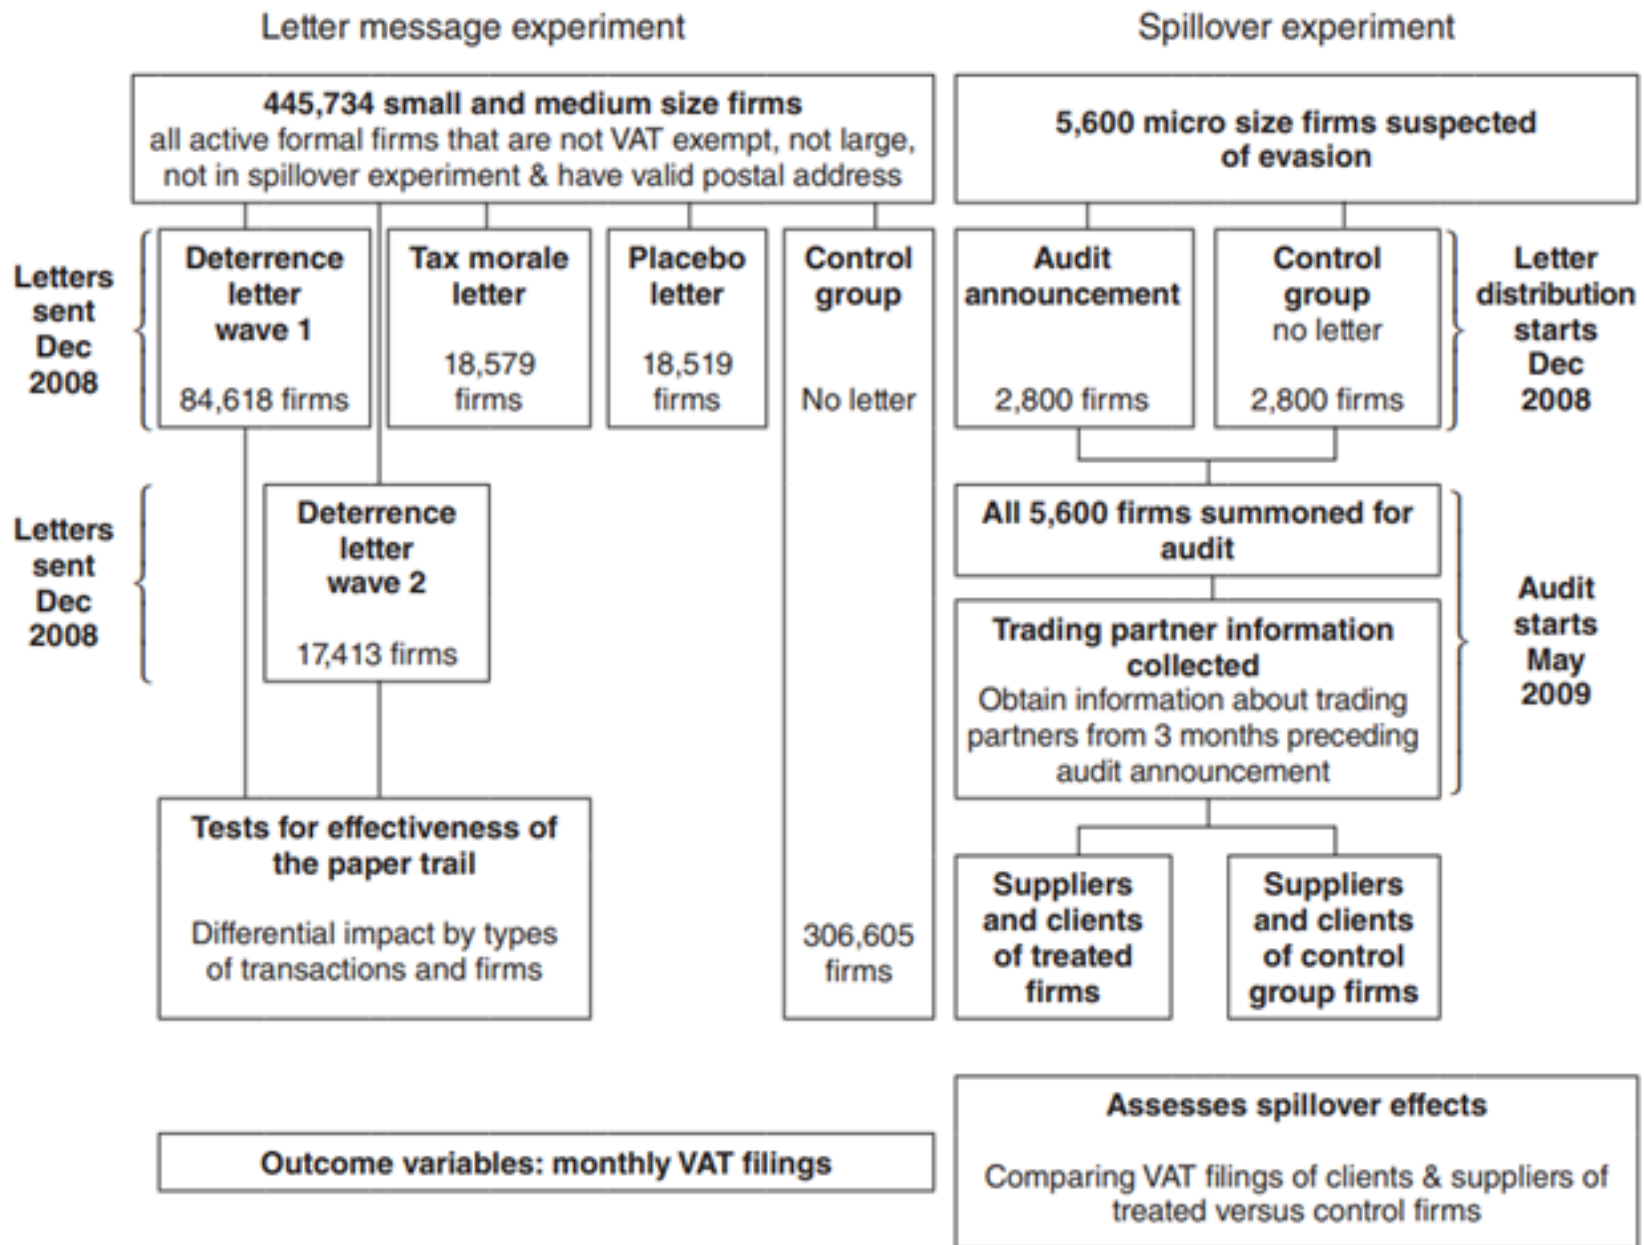 Letter message experiment
445,734 small and medium size firms
all active formal firms that are not VAT exempt, not large,
not in spillover experiment & have valid postal address
Letters
sent
Dec
2008
Deterrence
letter
wave 1
84,618 firms
Tax morale
letter
18,579
firms
Placebo
letter
18,519
firms
Control
group
No letter
306,605
firms
Letters
sent
Dec
2008
Deterrence
letter
wave 2
17,413 firms
Tests for effectiveness of
the paper trail
Differential impact by types
of transactions and firms
Outcome variables: monthly VAT filings
Spillover experiment
5,600 micro size firms suspected
of evasion
Audit
announcement
2,800 firms
Control
group
no letter
2,800 firms
Letter
distribution
starts
Dec
2008
All 5,600 firms summoned for
audit
Trading partner information
collected
Obtain information about trading
partners from 3 months preceding
audit announcement
Audit
starts
May
2009
Suppliers
and clients
of treated
firms
Suppliers
and clients
of control
group firms
Assesses spillover effects
Comparing VAT filings of clients & suppliers of
treated versus control firms